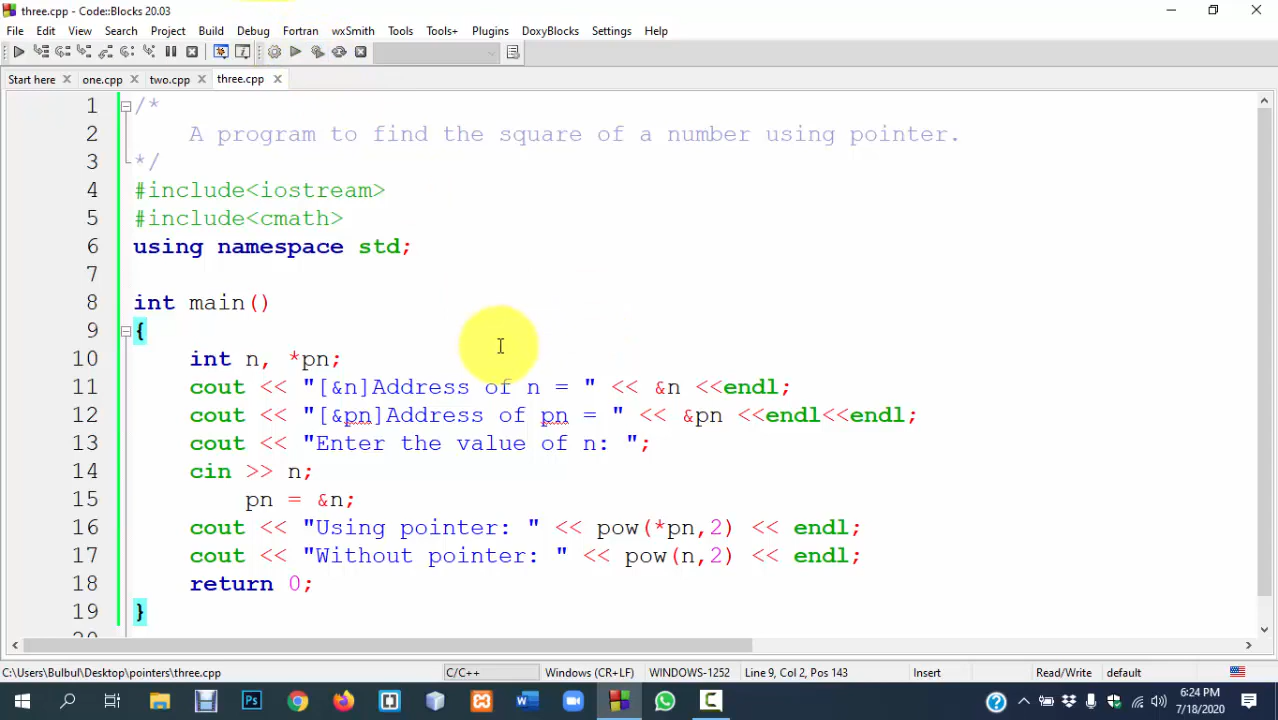 three.cpp - Code::Blocks 20.03
File Edit View Search Project Build Debug Fortran wxSmith Tools Tools+ Plugins DoxyBlocks Settings Help
Start here one.cpp two.cpp three.cpp
1 /*
2 A program to find the square of a number using pointer.
3 */
4 #include<iostream>
5 #include<cmath>
6 using namespace std;
7
8 int main()
9 {
10 int n, *pn;
11 cout << "[&n]Address of n = " << &n <<endl;
12 cout << "[&pn]Address of pn = " << &pn <<endl<<endl;
13 cout << "Enter the value of n: ";
14 cin >> n;
15 pn = &n;
16 cout << "Using pointer: " << pow(*pn,2) << endl;
17 cout << "Without pointer: " << pow(n,2) << endl;
18 return 0;
19 }
20
C:\Users\Bulbul\Desktop\pointers\three.cpp C/C++ Windows (CR+LF) WINDOWS-1252 Line 9, Col 2, Pos 143 Insert Read/Write default
6:24 PM
7/18/2020